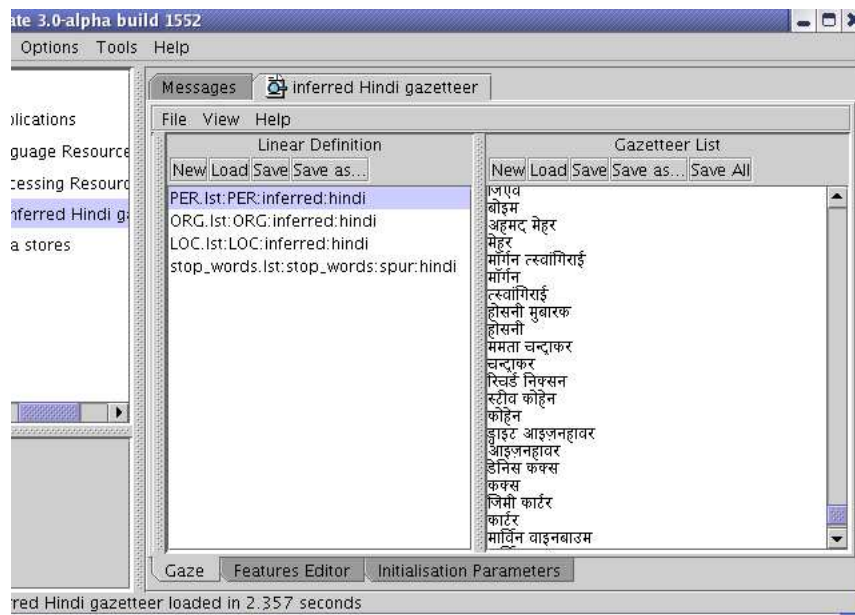 ate 3.0-alpha build 1552
Options Tools Help
Messages inferred Hindi gazetteer
plications
guage Resource
cessing Resourc
nferred Hindi ga
a stores
File View Help
Linear Definition
New Load Save Save as...
PER.lst:PER:inferred:hindi
ORG.lst:ORG:inferred:hindi
LOC.lst:LOC:inferred:hindi
stop_words.lst:stop_words:spur:hindi
Gazetteer List
New Load Save Save as... Save All
बोइम
अहमद मेहर
मेहर
मॉर्गन त्स्वांगिराई
मॉर्गन
त्स्वांगिराई
होसनी मुबारक
होसनी
ममता चन्द्राकर
चन्द्राकर
रिचर्ड निक्सन
स्टीव कोहेन
कोहेन
ड्वाइट आइज़नहावर
आइज़नहावर
डेनिस कक्स
कक्स
जिमी कार्टर
कार्टर
मार्विन वाइनबाउम
Gaze Features Editor Initialisation Parameters
rred Hindi gazetteer loaded in 2.357 seconds